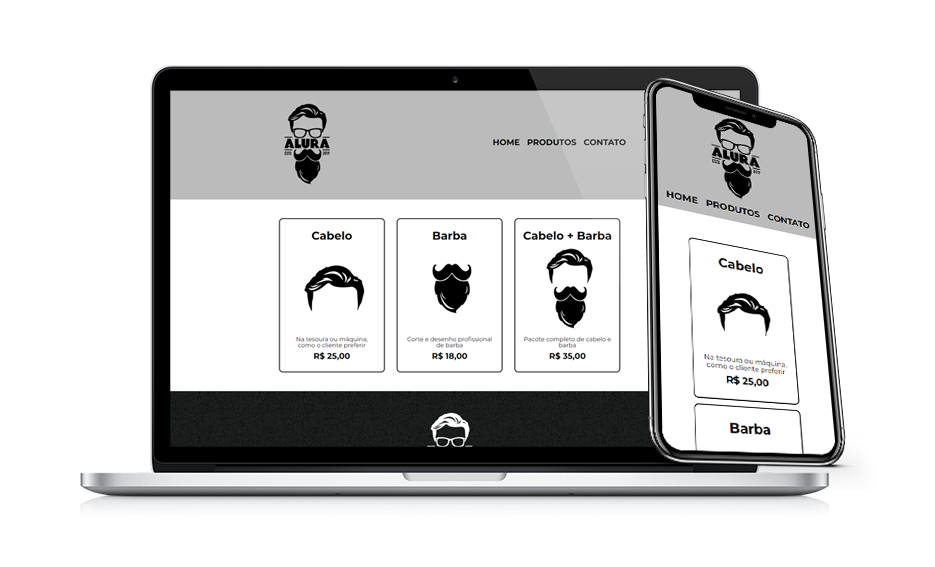 ALURA
ESTD 2019
HOME PRODUTOS CONTATO
Cabelo
Na tesoura ou máquina,
como o cliente preferir
R$ 25,00
Barba
Corte e desenho profissional
de barba
R$ 18,00
Cabelo + Barba
Pacote completo de cabelo e
barba
R$ 35,00
ALURA
ESTD 2019
HOME PRODUTOS CONTATO
Cabelo
Na tesoura ou máquina,
como o cliente preferir
R$ 25,00
Barba